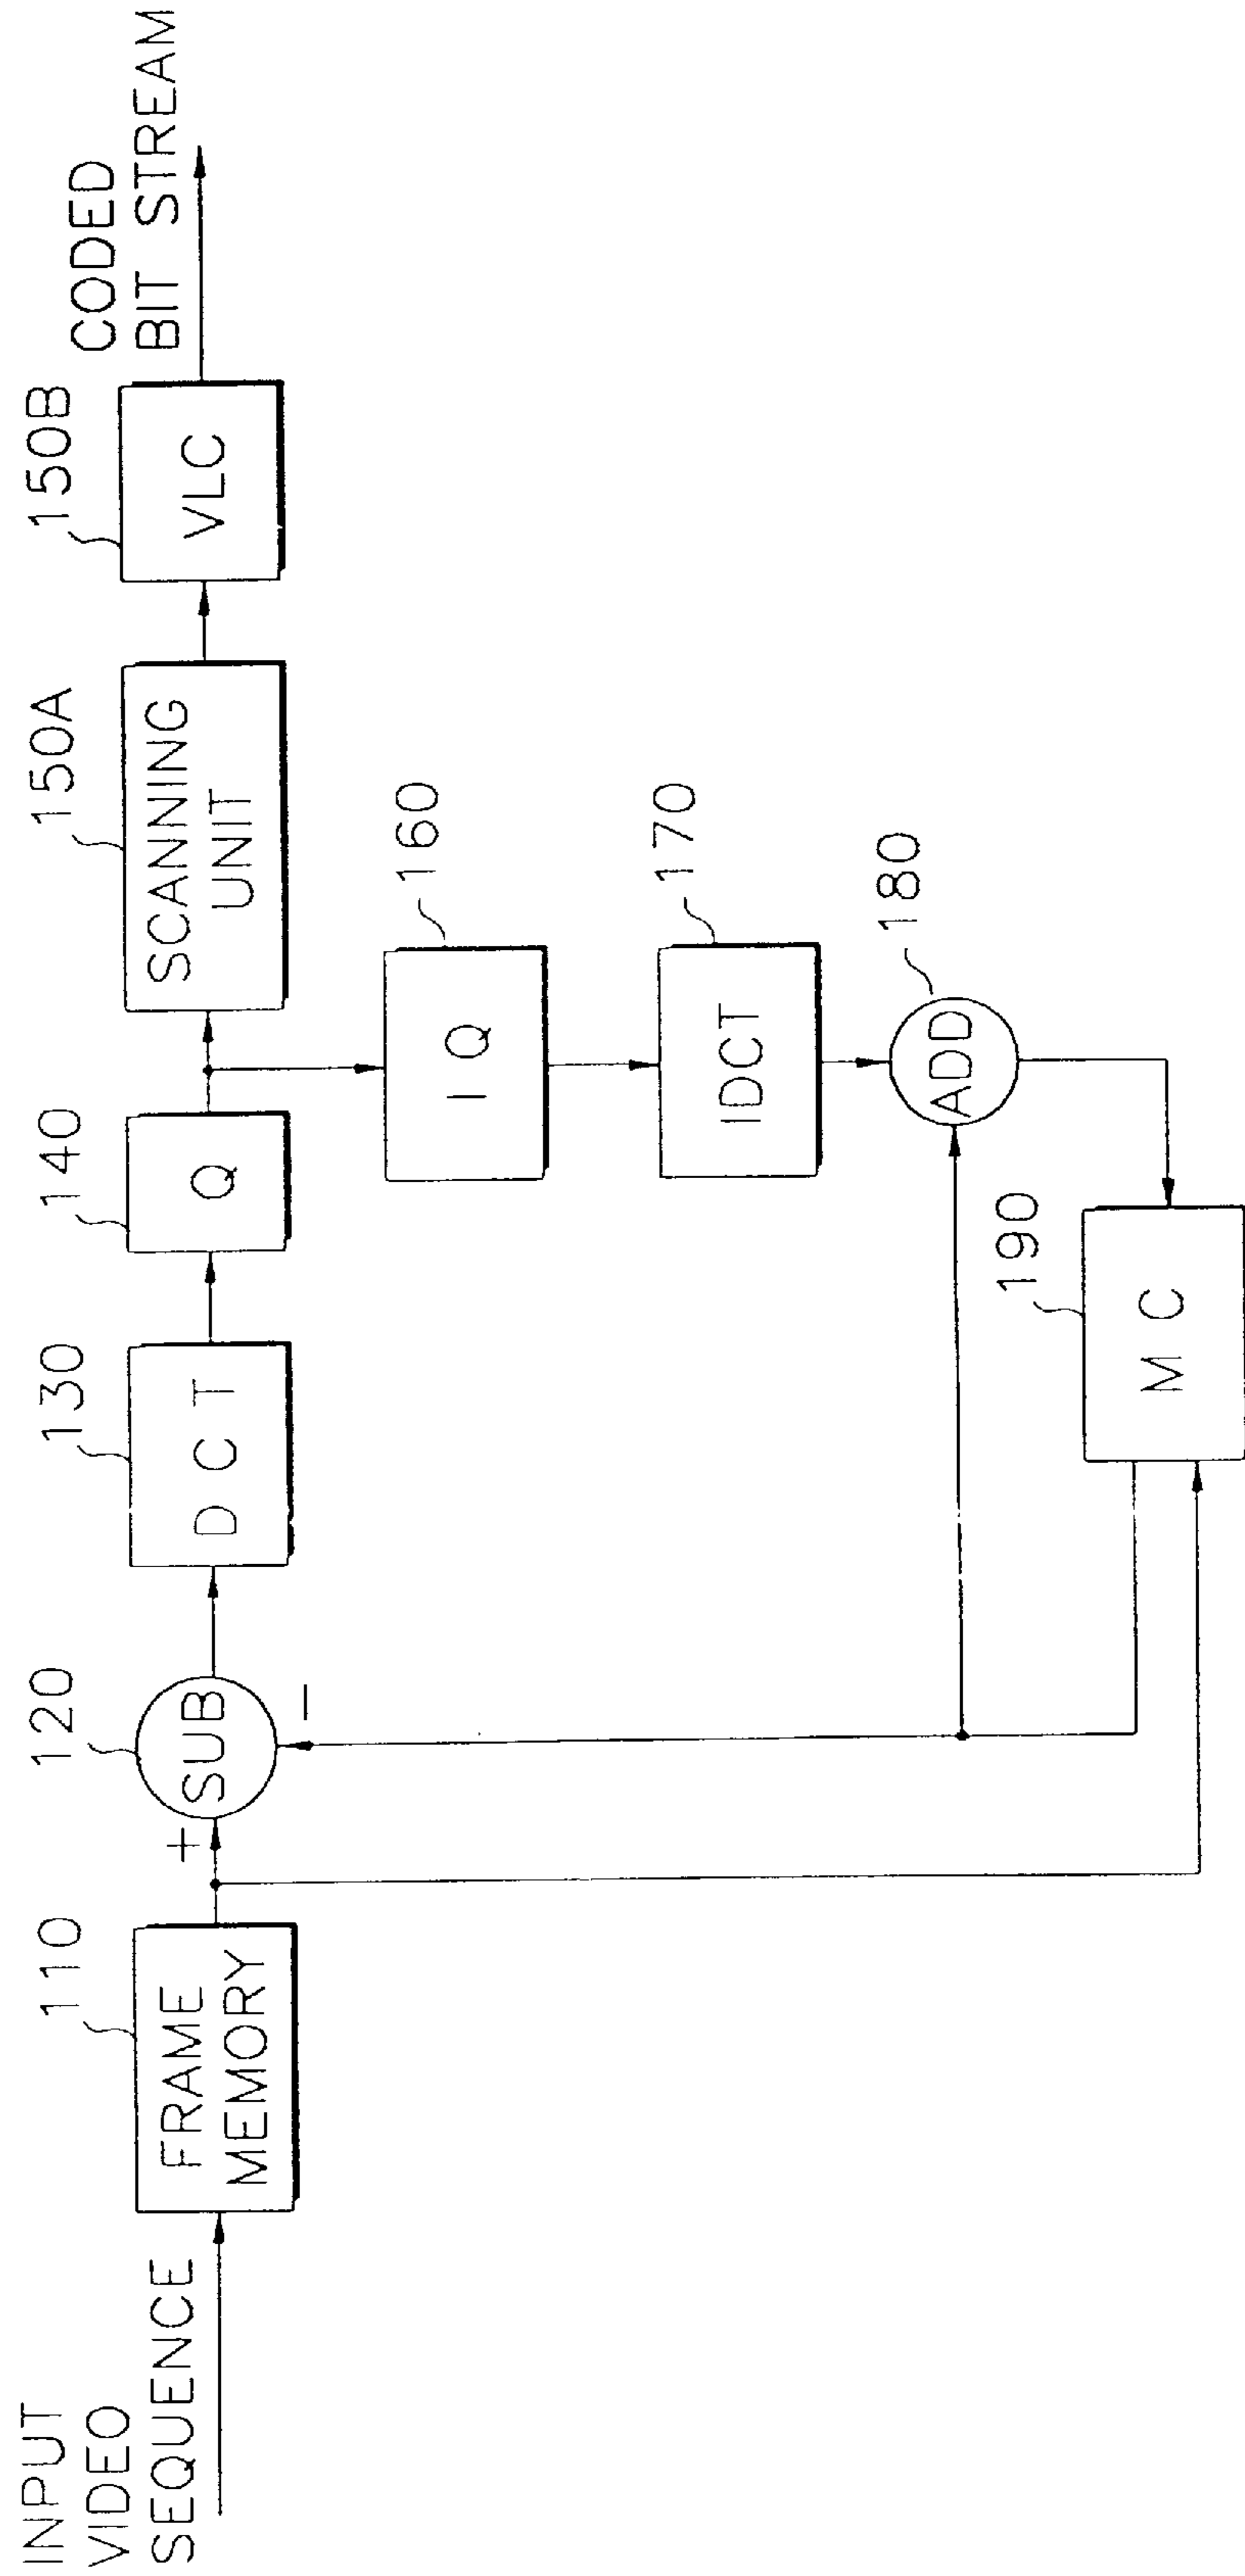 INPUT
VIDEO
SEQUENCE
110
FRAME
MEMORY
+
120
SUB
−
130
D C T
140
Q
150A
SCANNING
UNIT
150B
VLC
CODED
BIT STREAM
160
I Q
170
IDCT
180
ADD
190
M C